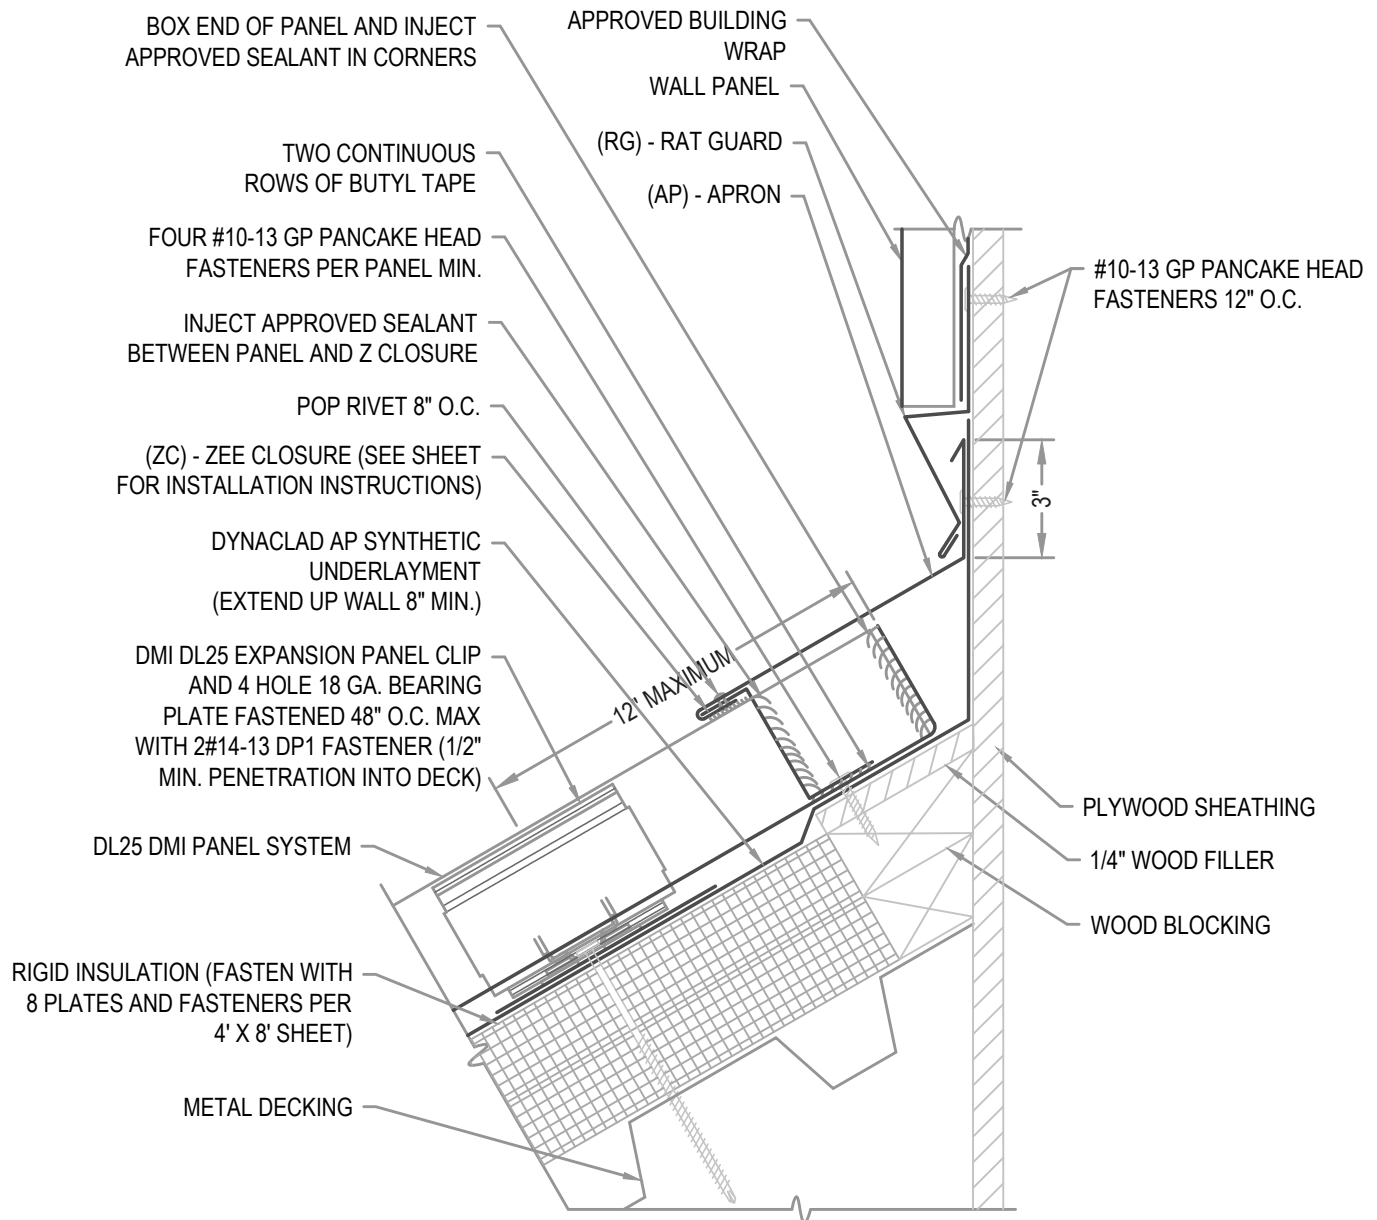 BOX END OF PANEL AND INJECT
APPROVED SEALANT IN CORNERS
TWO CONTINUOUS
ROWS OF BUTYL TAPE
FOUR #10-13 GP PANCAKE HEAD
FASTENERS PER PANEL MIN.
INJECT APPROVED SEALANT
BETWEEN PANEL AND Z CLOSURE
POP RIVET 8" O.C.
(ZC) - ZEE CLOSURE (SEE SHEET
FOR INSTALLATION INSTRUCTIONS)
DYNACLAD AP SYNTHETIC
UNDERLAYMENT
(EXTEND UP WALL 8" MIN.)
DMI DL25 EXPANSION PANEL CLIP
AND 4 HOLE 18 GA. BEARING
PLATE FASTENED 48" O.C. MAX
WITH 2#14-13 DP1 FASTENER (1/2"
MIN. PENETRATION INTO DECK)
DL25 DMI PANEL SYSTEM
RIGID INSULATION (FASTEN WITH
8 PLATES AND FASTENERS PER
4' X 8' SHEET)
METAL DECKING
APPROVED BUILDING
WRAP
WALL PANEL
(RG) - RAT GUARD
(AP) - APRON
#10-13 GP PANCAKE HEAD
FASTENERS 12" O.C.
3"
12" MAXIMUM
PLYWOOD SHEATHING
1/4" WOOD FILLER
WOOD BLOCKING